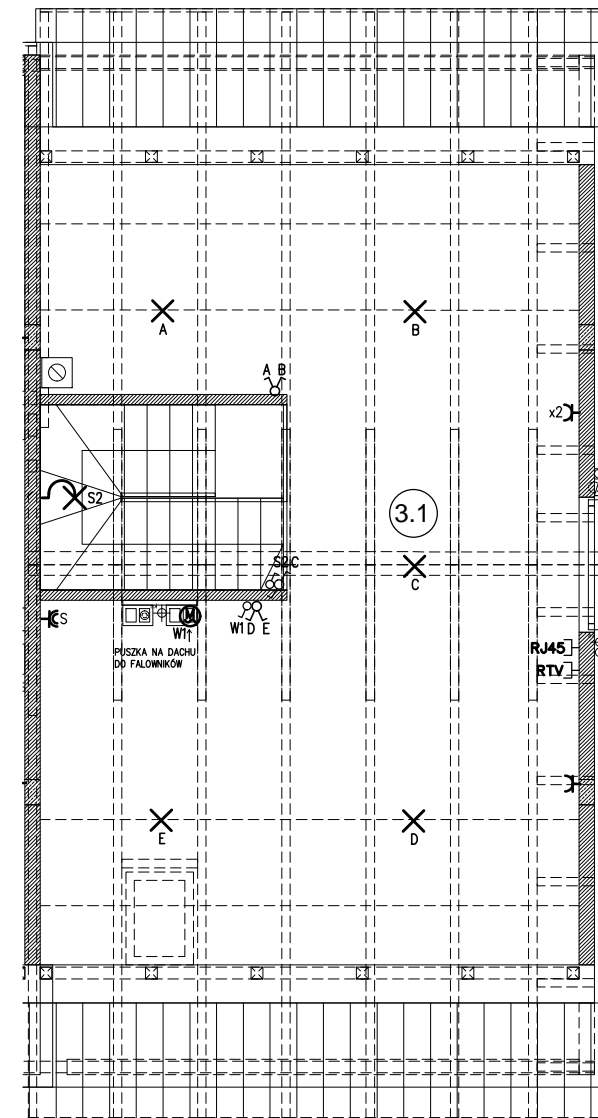 A
B
A B
x2
S2
3.1
S2 C
C
S
M
W1↑
W1 D E
PUSZKA NA DACHU
DO FALOWNIKÓW
RJ45
RTV
E
D